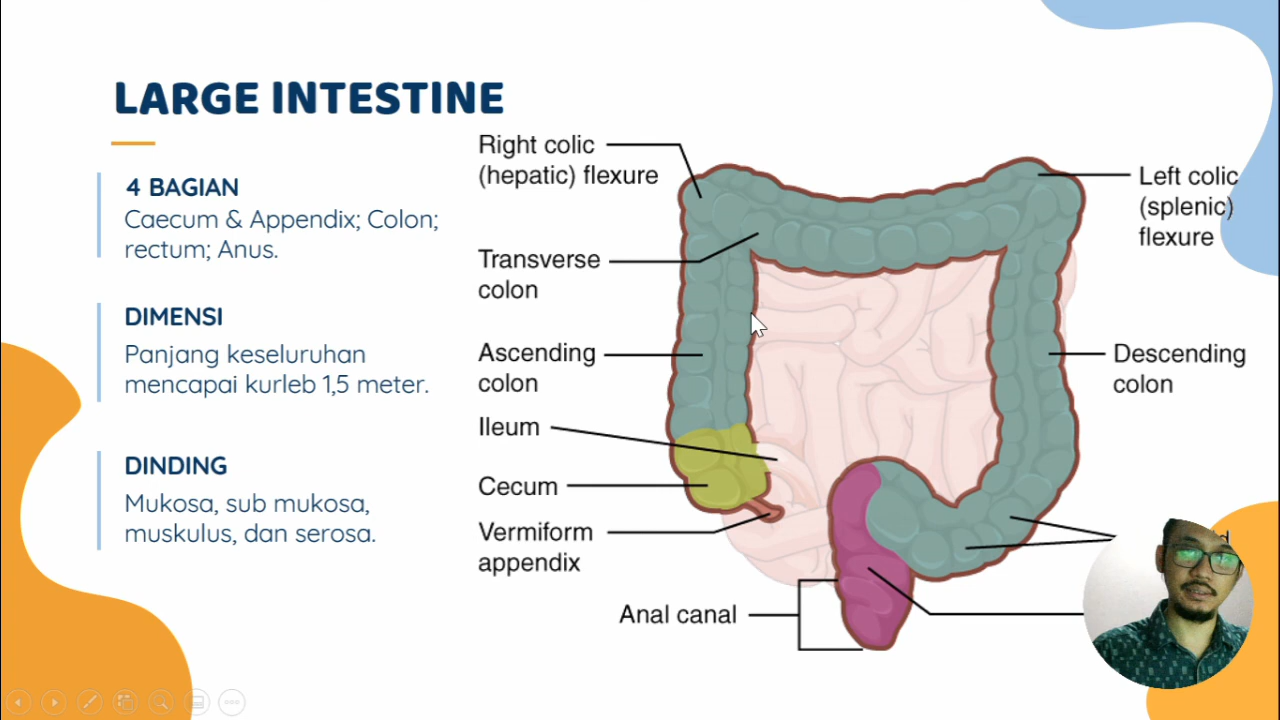 LARGE INTESTINE
4 BAGIAN
Caecum & Appendix; Colon;
rectum; Anus.
DIMENSI
Panjang keseluruhan
mencapai kurleb 1,5 meter.
DINDING
Mukosa, sub mukosa,
muskulus, dan serosa.
Right colic
(hepatic) flexure
Transverse
colon
Ascending
colon
Ileum
Cecum
Vermiform
appendix
Anal canal
Left colic
(splenic)
flexure
Descending
colon